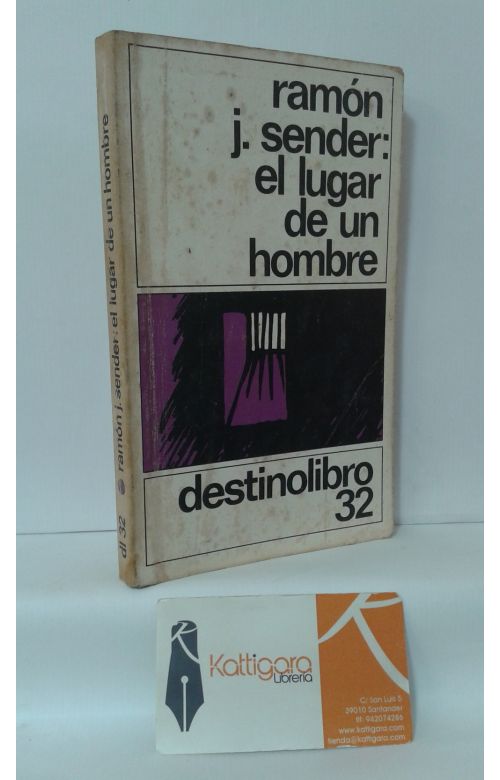 ramón
j. sender:
el lugar
de un
hombre
destinolibro
32
dl 32 ramón j. sender: el lugar de un hombre
Kattigara
Librería
C/ San Luis 5
39010 Santander
tlf: 942074286
www.kattigara.com
tienda@kattigara.com